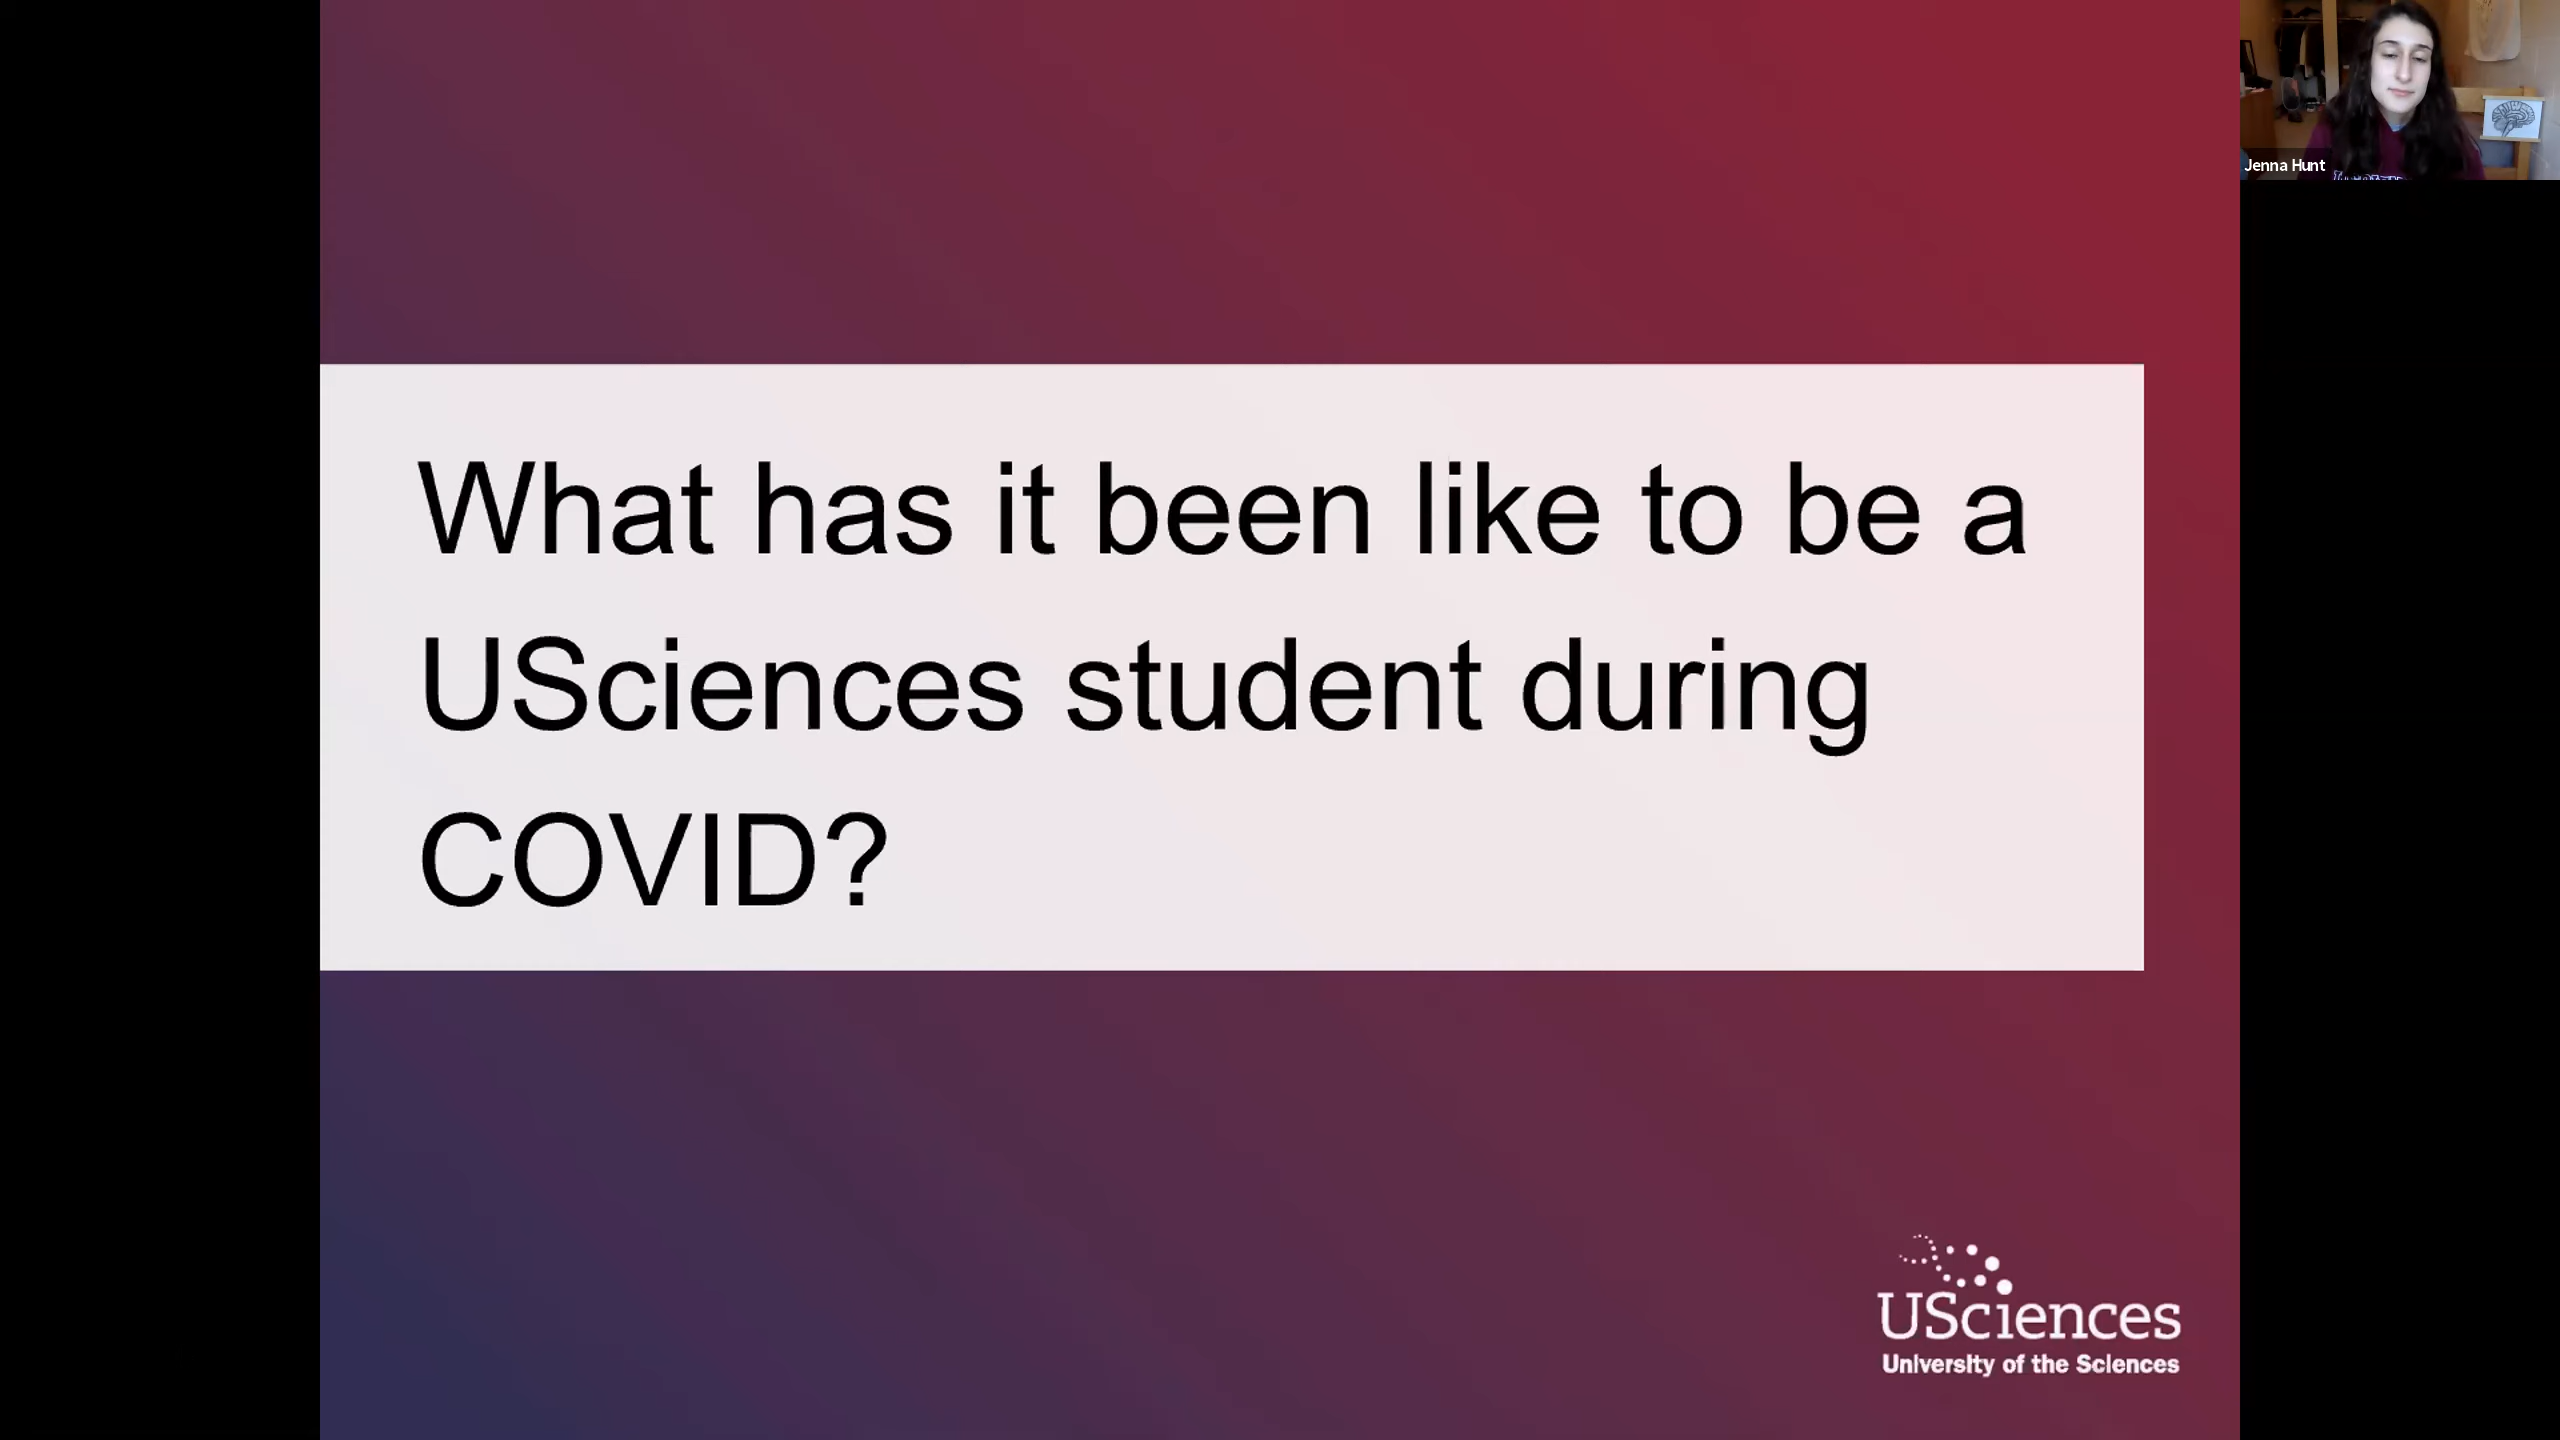 Jenna Hunt
What has it been like to be a
USciences student during
COVID?
USciences
University of the Sciences